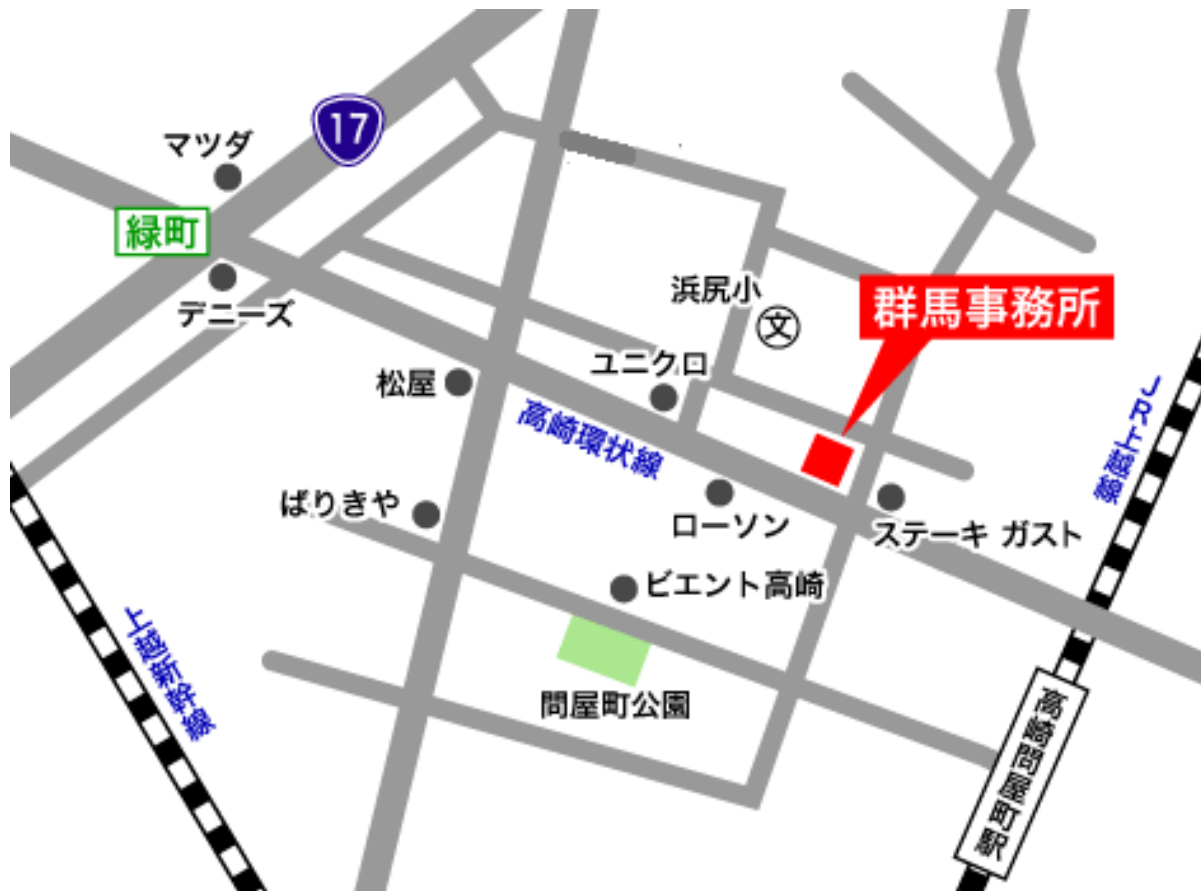 17
マツダ
緑町
デニーズ
浜尻小
文
群馬事務所
ユニクロ
松屋
高崎環状線
JR上越線
ばりきや
ローソン
ステーキ ガスト
ビエント高崎
上越新幹線
問屋町公園
高崎問屋町駅